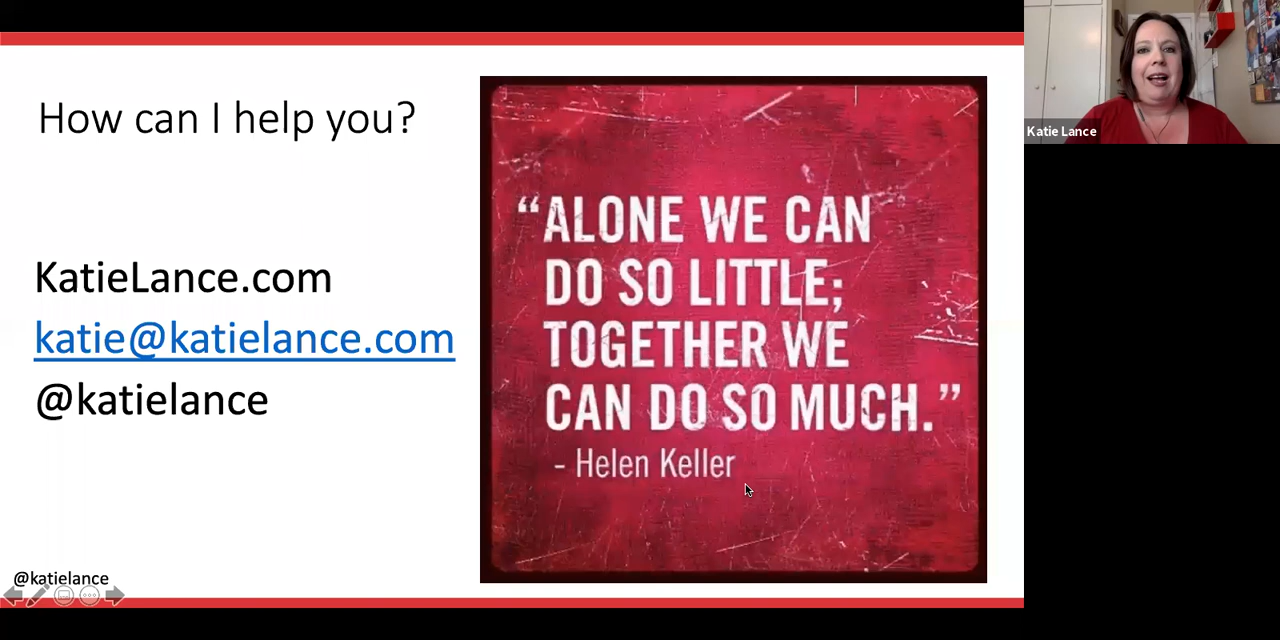 How can I help you?
KatieLance.com
katie@katielance.com
@katielance
“ALONE WE CAN
DO SO LITTLE;
TOGETHER WE
CAN DO SO MUCH.”
- Helen Keller
@katielance
Katie Lance